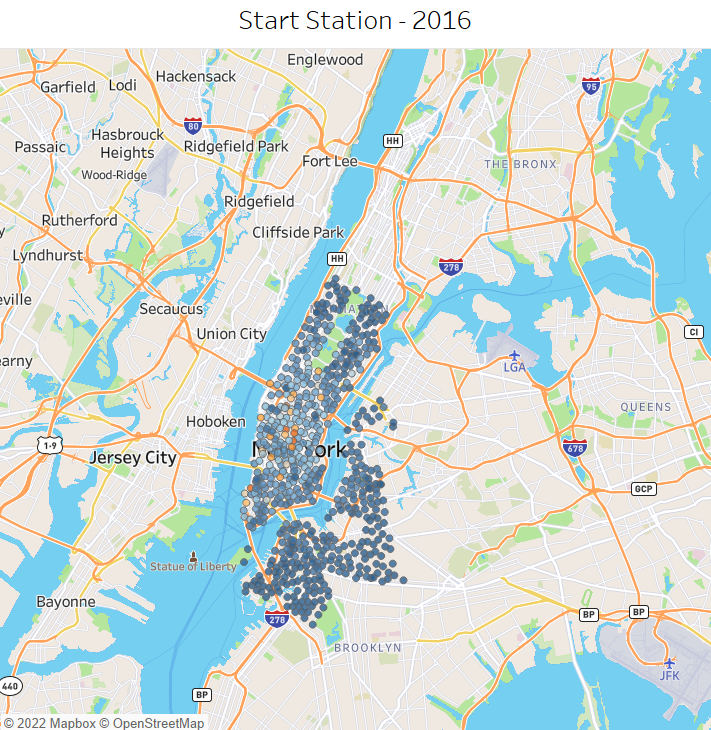 Start Station - 2016
Englewood
Hackensack
Garfield
Lodi
95
80
HH
Passaic
Hasbrouck
Heights
Ridgefield Park
Fort Lee
THE BRONX
Wood-Ridge
Ridgefield
Rutherford
Cliffside Park
Lyndhurst
HH
278
eville
Secaucus
CI
Union City
earny
LGA
QUEENS
Hoboken
1-9
678
Jersey City
ork
GCP
Statue of Liberty
Bayonne
278
BP
BP
BROOKLYN
JFK
440
BP
© 2022 Mapbox © OpenStreetMap